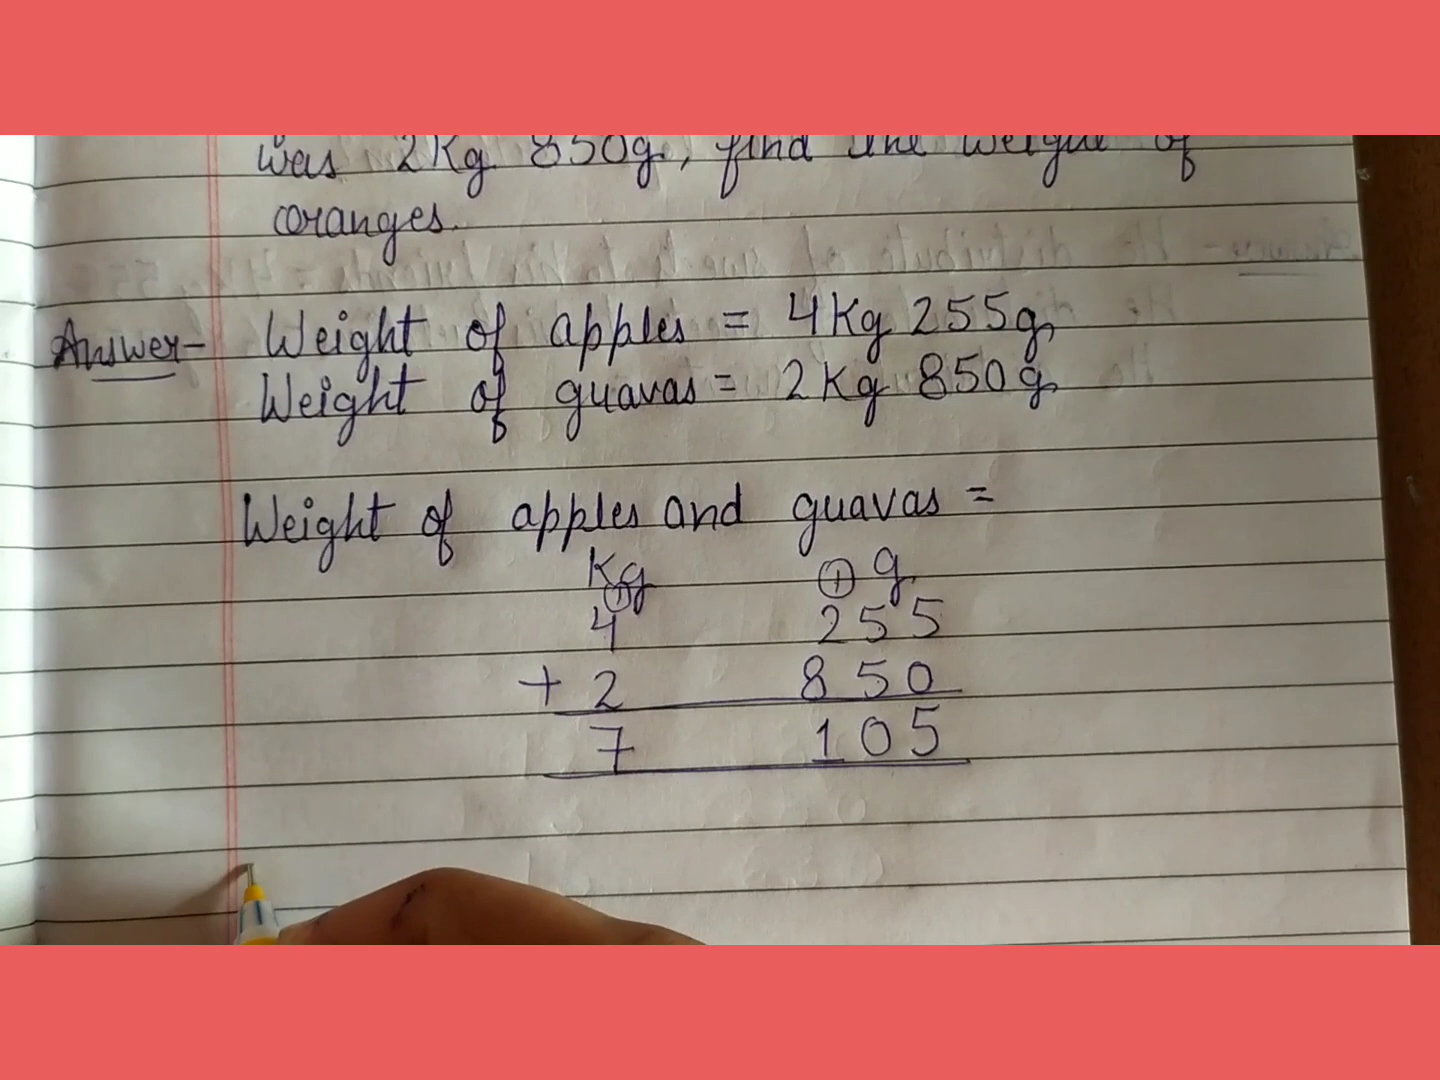 was 2Kg 850g, find the weight of
oranges.
Answer- Weight of apples = 4Kg 255g
Weight of guavas = 2Kg 850g
Weight of apples and guavas =
Kg g
1 1
4 255
+ 2 850
7 105